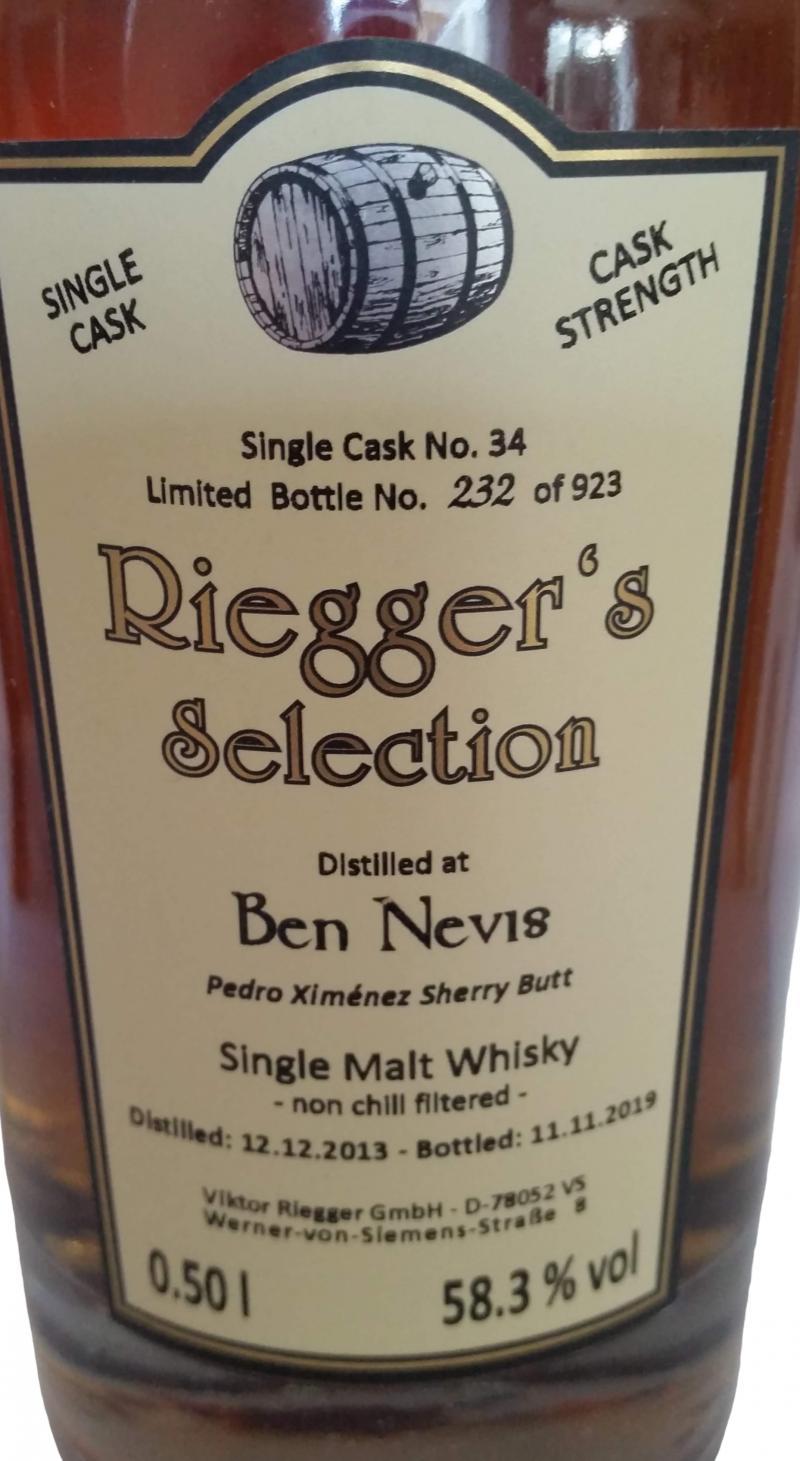 SINGLE
CASK
CASK
STRENGTH
Single Cask No. 34
Limited Bottle No. 232 of 923
Riegger‘s
Selection
Distilled at
Ben Nevis
Pedro Ximénez Sherry Butt
Single Malt Whisky
- non chill filtered -
Distilled: 12.12.2013 - Bottled: 11.11.2019
Viktor Riegger GmbH - D-78052 VS
Werner-von-Siemens-Straße 8
0.50 l
58.3 % vol